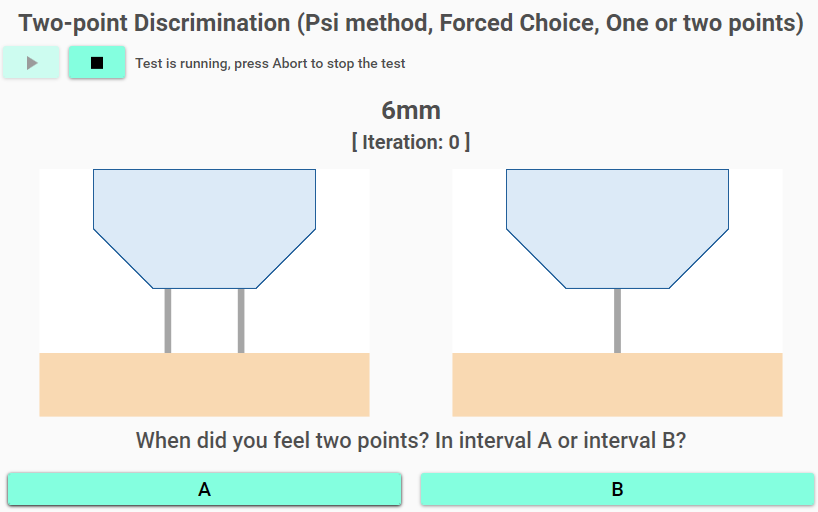 Two-point Discrimination (Psi method, Forced Choice, One or two points)
Test is running, press Abort to stop the test
6mm
[ Iteration: 0 ]
When did you feel two points? In interval A or interval B?
A
B